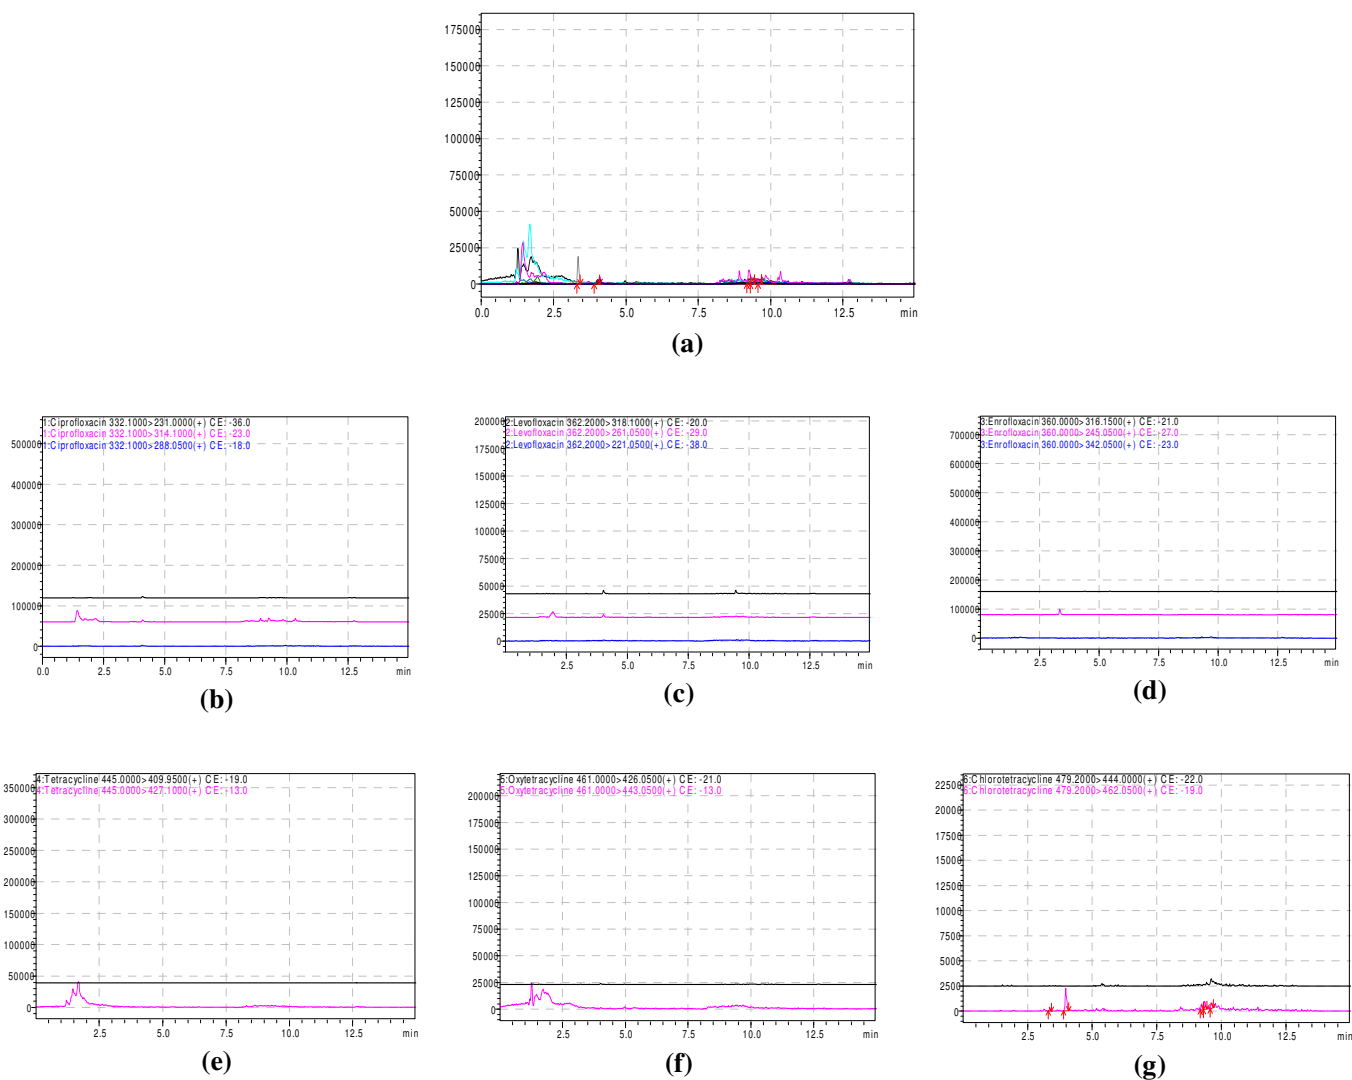 175000
150000
125000
100000
75000
50000
25000
0
0.0 2.5 5.0 7.5 10.0 12.5 min
(a)
1:Ciprofloxacin 332.1000>231.0000(+) CE: -36.0
1:Ciprofloxacin 332.1000>314.1000(+) CE: -23.0
1:Ciprofloxacin 332.1000>288.0500(+) CE: -18.0
500000
400000
300000
200000
100000
0
0.0 2.5 5.0 7.5 10.0 12.5 min
(b)
2:Levofloxacin 362.2000>318.1000(+) CE: -20.0
2:Levofloxacin 362.2000>261.0500(+) CE: -29.0
2:Levofloxacin 362.2000>221.0500(+) CE: -38.0
200000
175000
150000
125000
100000
75000
50000
25000
0
2.5 5.0 7.5 10.0 12.5 min
(c)
3:Enrofloxacin 360.0000>316.1500(+) CE: -21.0
3:Enrofloxacin 360.0000>245.0500(+) CE: -27.0
3:Enrofloxacin 360.0000>342.0500(+) CE: -23.0
700000
600000
500000
400000
300000
200000
100000
0
2.5 5.0 7.5 10.0 12.5 min
(d)
4:Tetracycline 445.0000>409.9500(+) CE: -19.0
4:Tetracycline 445.0000>427.1000(+) CE: -13.0
350000
300000
250000
200000
150000
100000
50000
0
2.5 5.0 7.5 10.0 12.5 min
(e)
5:Oxytetracycline 461.0000>426.0500(+) CE: -21.0
5:Oxytetracycline 461.0000>443.0500(+) CE: -13.0
200000
175000
150000
125000
100000
75000
50000
25000
0
2.5 5.0 7.5 10.0 12.5 min
(f)
6:Chlorotetracycline 479.2000>444.0000(+) CE: -22.0
6:Chlorotetracycline 479.2000>462.0500(+) CE: -19.0
22500
20000
17500
15000
12500
10000
7500
5000
2500
0
2.5 5.0 7.5 10.0 12.5 min
(g)